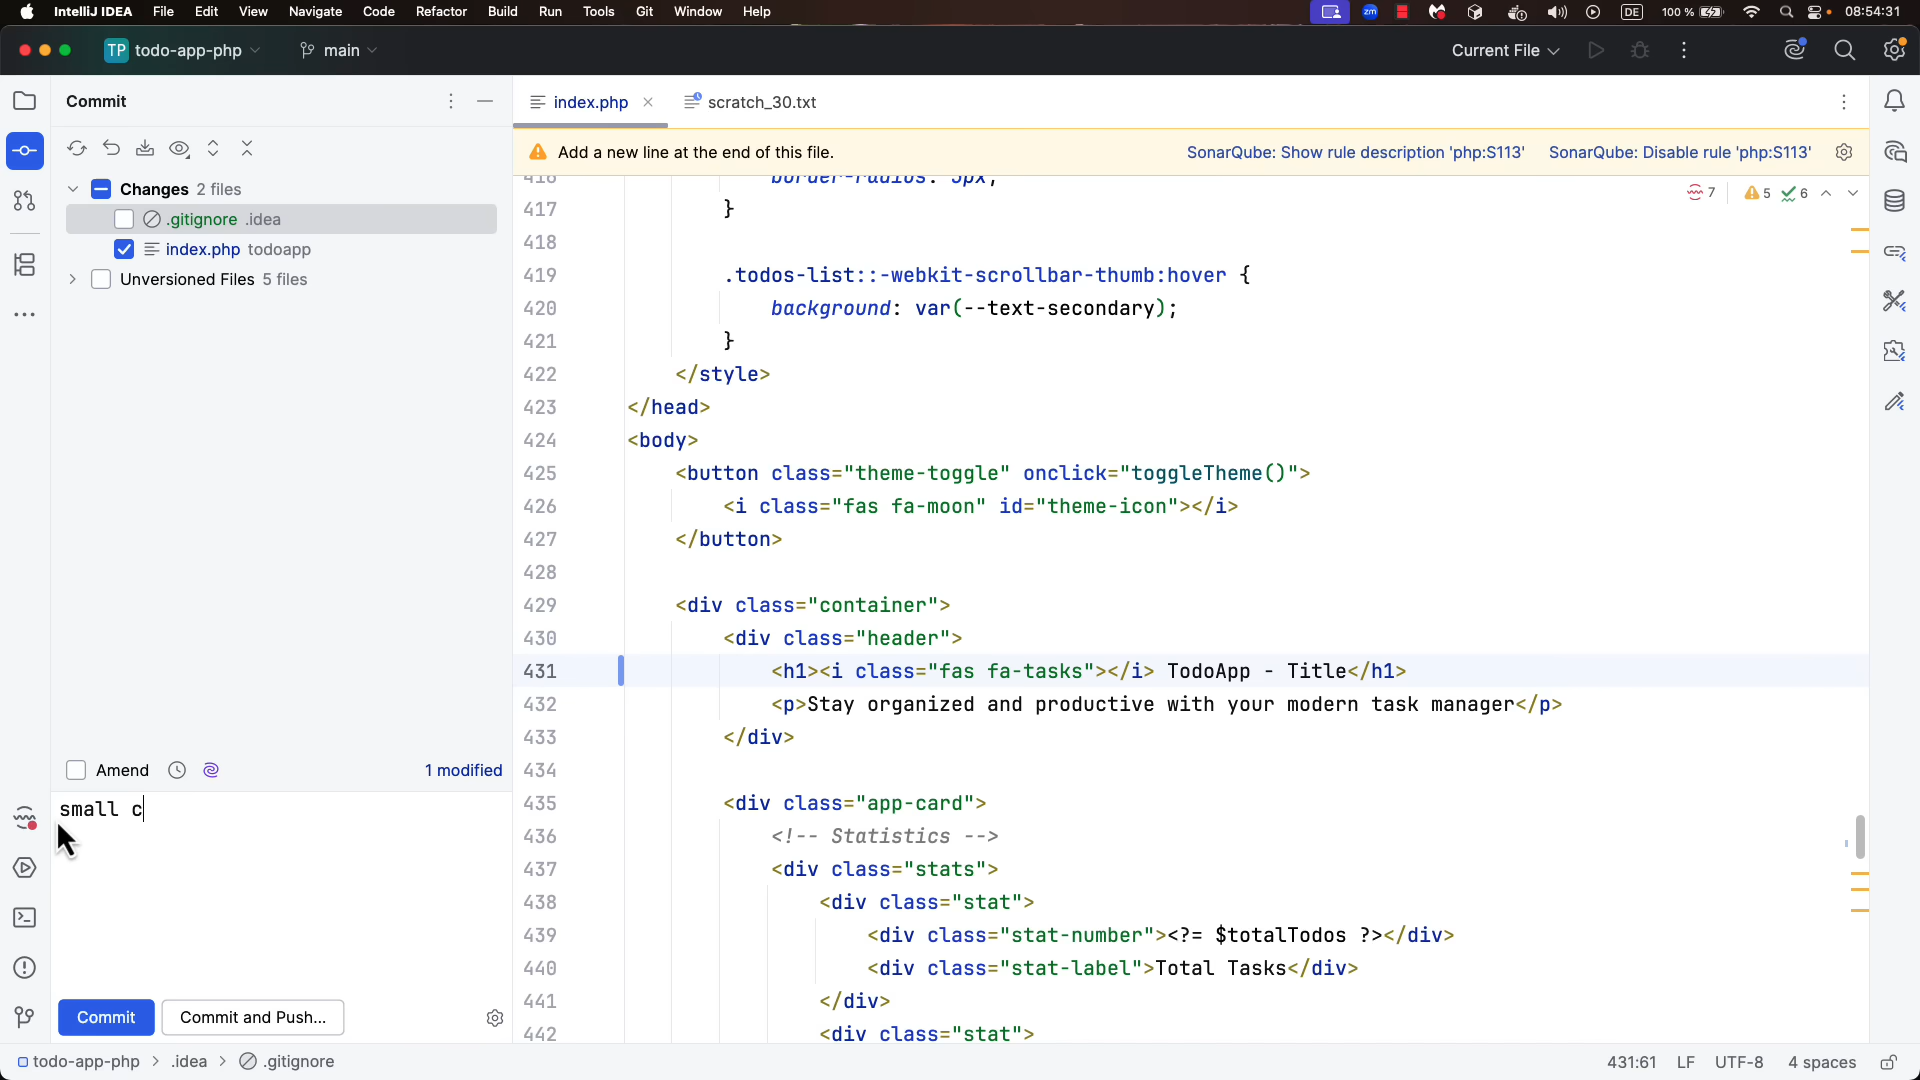 IntelliJ IDEA File Edit View Navigate Code Refactor Build Run Tools Git Window Help zm DE 100 % 08:54:31
TP todo-app-php main Current File
Commit
index.php scratch_30.txt
Add a new line at the end of this file. SonarQube: Show rule description 'php:S113' SonarQube: Disable rule 'php:S113'
Changes 2 files
.gitignore .idea
index.php todoapp
Unversioned Files 5 files
7 5 6
416 border-radius: 5px;
417 }
418
419 .todos-list::-webkit-scrollbar-thumb:hover {
420 background: var(--text-secondary);
421 }
422 </style>
423 </head>
424 <body>
425 <button class="theme-toggle" onclick="toggleTheme()">
426 <i class="fas fa-moon" id="theme-icon"></i>
427 </button>
428
429 <div class="container">
430 <div class="header">
431 <h1><i class="fas fa-tasks"></i> TodoApp - Title</h1>
432 <p>Stay organized and productive with your modern task manager</p>
433 </div>
434
435 <div class="app-card">
436 <!-- Statistics -->
437 <div class="stats">
438 <div class="stat">
439 <div class="stat-number"><?= $totalTodos ?></div>
440 <div class="stat-label">Total Tasks</div>
441 </div>
442 <div class="stat">
Amend 1 modified
small c
Commit Commit and Push...
todo-app-php > .idea > .gitignore 431:61 LF UTF-8 4 spaces